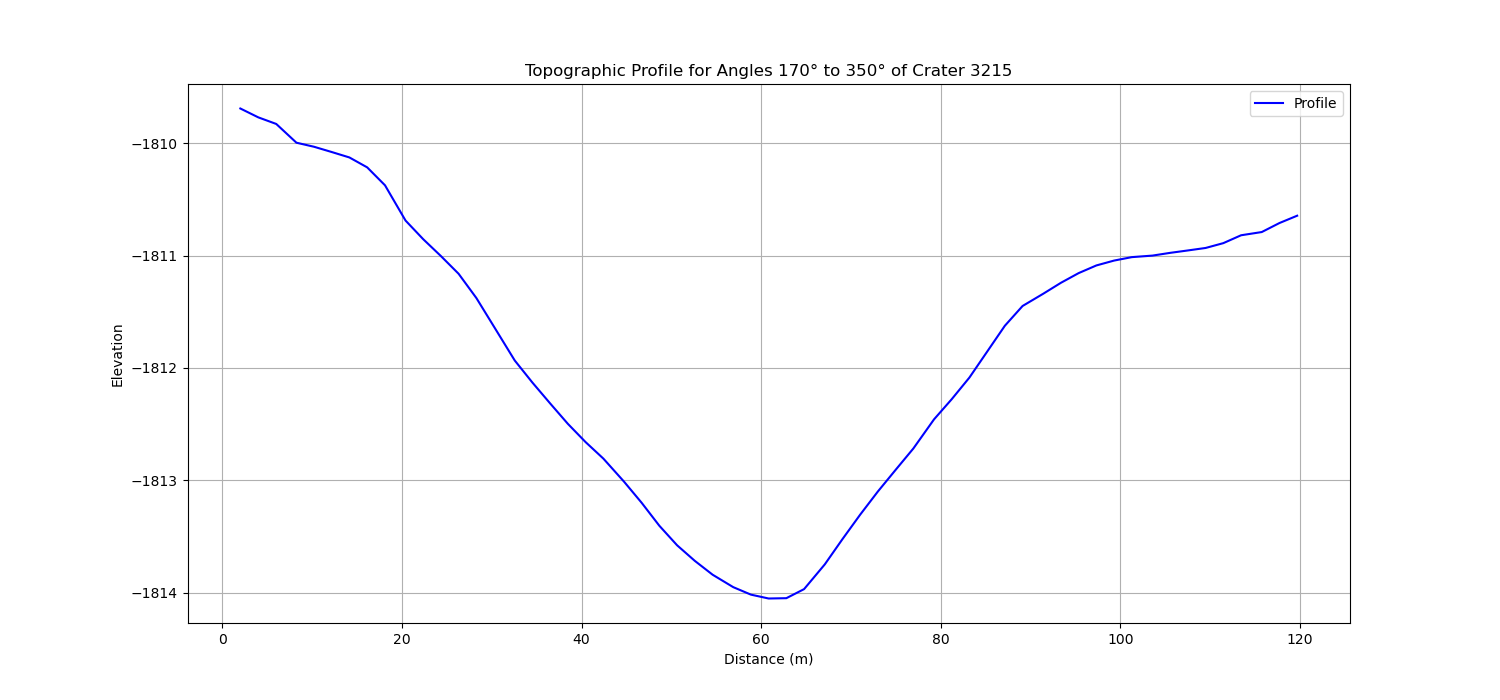 Topographic Profile for Angles 170° to 350° of Crater 3215
Profile
−1810
−1811
−1812
−1813
−1814
Elevation
0 20 40 60 80 100 120
Distance (m)